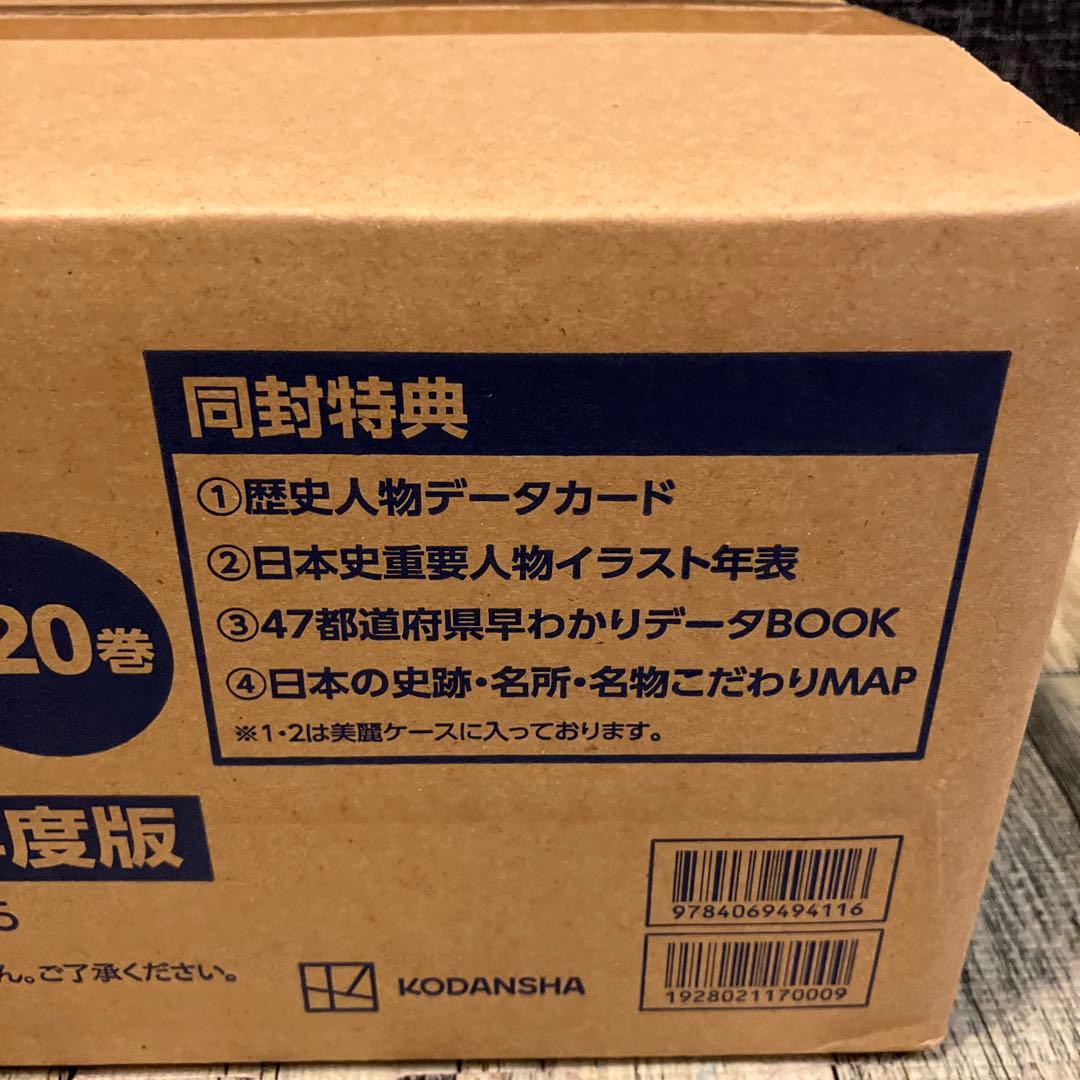 同封特典
①歴史人物データカード
②日本史重要人物イラスト年表
③47都道府県早わかりデータBOOK
④日本の史跡・名所・名物こだわりMAP
※1・2は美麗ケースに入っております。
20巻
度版
ん。ご了承ください。
KODANSHA
9784069494116
1928021170009